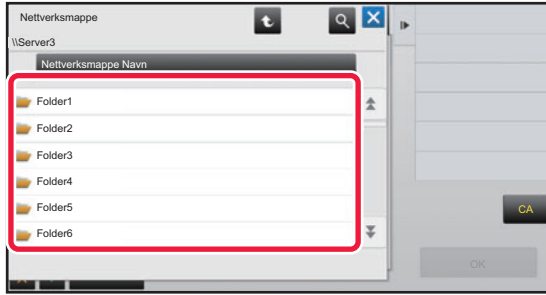 Nettverksmappe
\\Server3
Nettverksmappe Navn
Folder1
Folder2
Folder3
Folder4
Folder5
Folder6
CA
OK